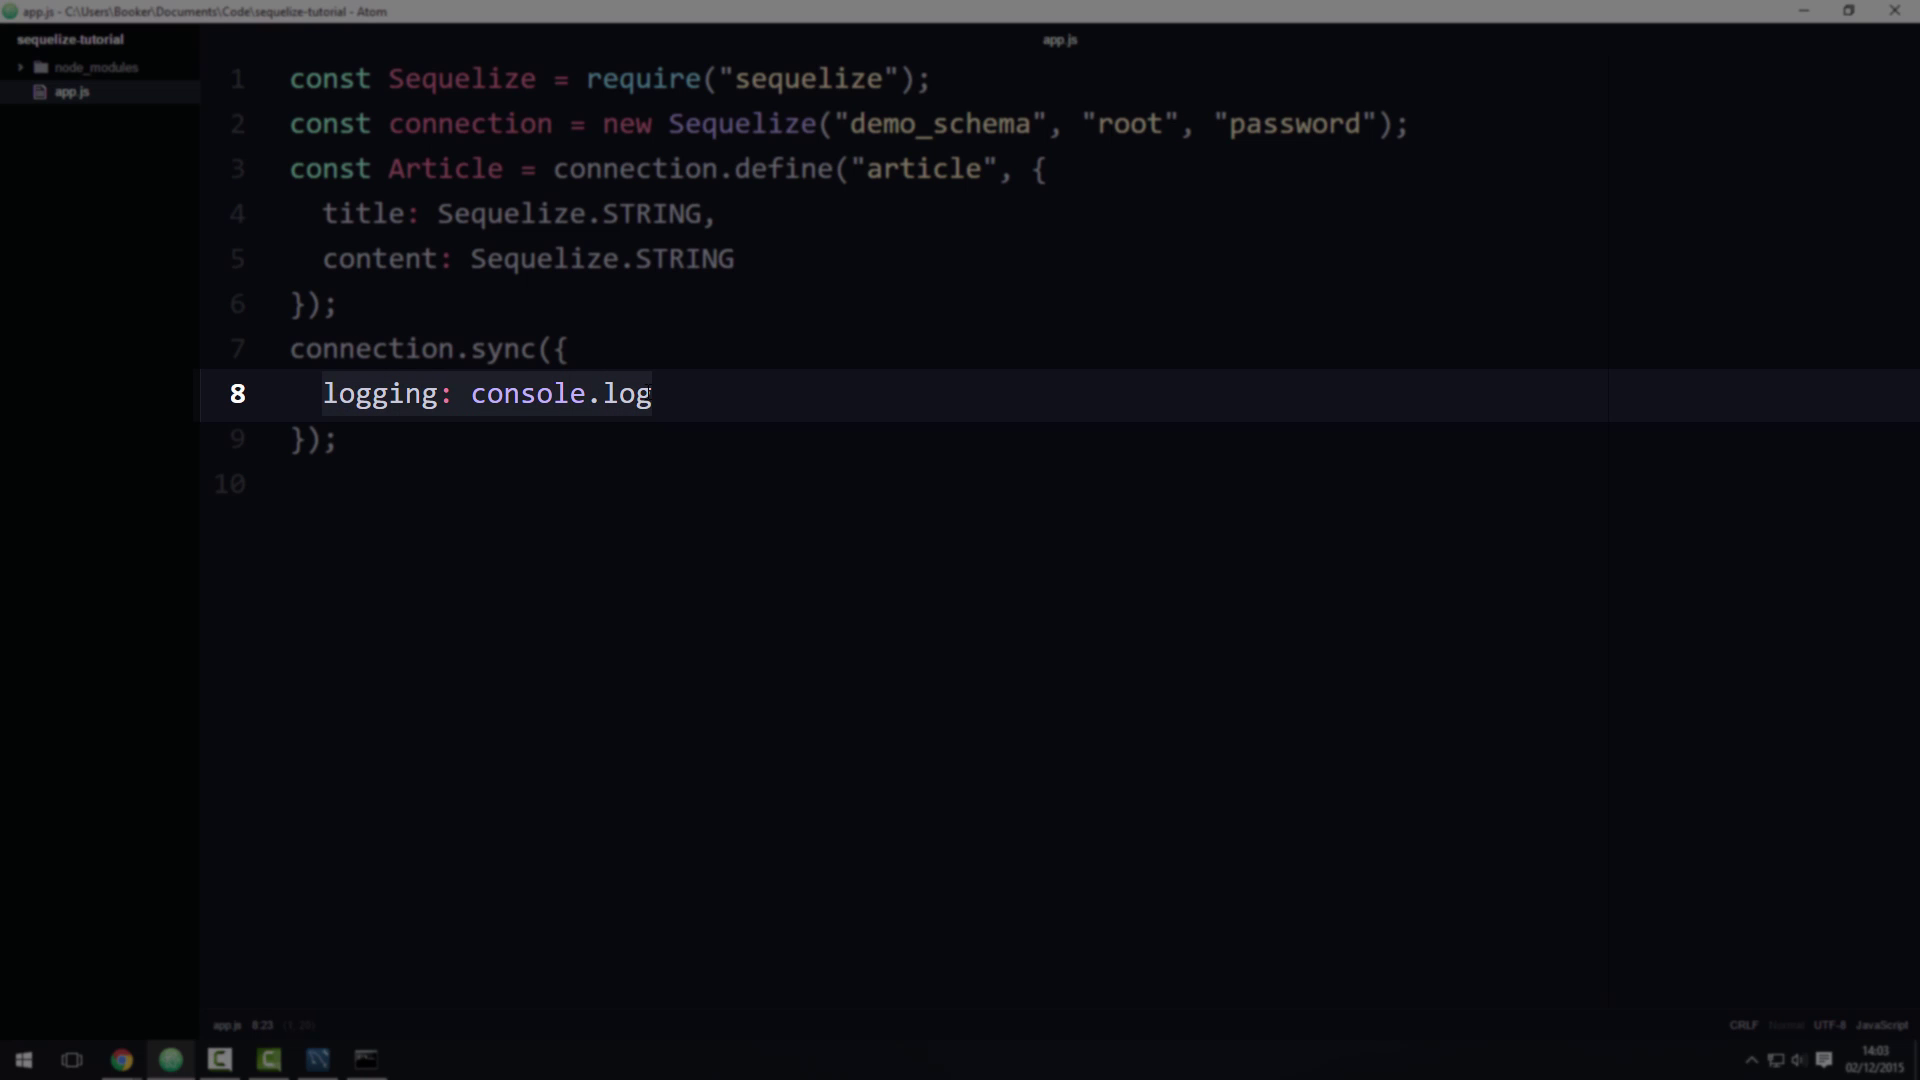 app.js - C:\Users\Booker\Documents\Code\sequelize-tutorial - Atom
sequelize-tutorial
app.js
node_modules
app.js
1 const Sequelize = require("sequelize");
2 const connection = new Sequelize("demo_schema", "root", "password");
3 const Article = connection.define("article", {
4 title: Sequelize.STRING,
5 content: Sequelize.STRING
6 });
7 connection.sync({
8 logging: console.log
9 });
10
app.js 8:23 (1, 20)
CRLF Normal UTF-8 JavaScript
14:03
02/12/2015